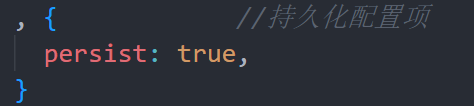 , {             //持久化配置项
  persist: true,
}